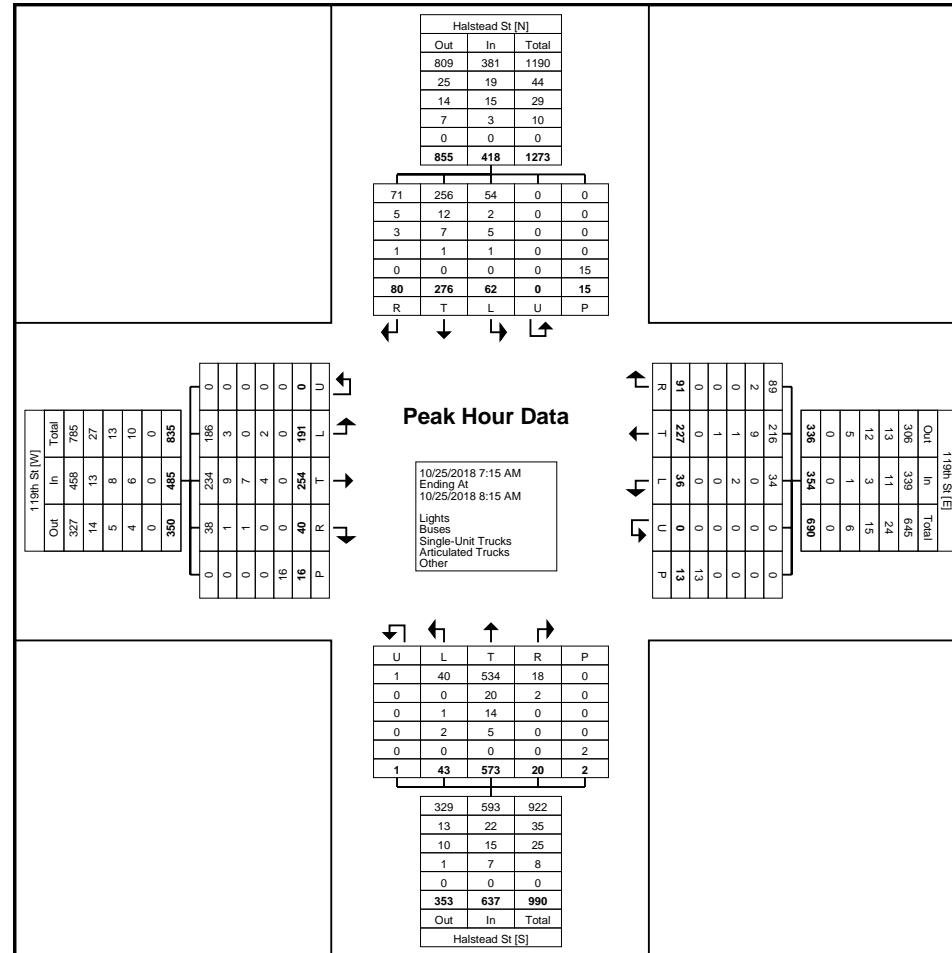 Halstead St [N]
Out In Total
809 381 1190
25 19 44
14 15 29
7 3 10
0 0 0
855 418 1273
71 256 54 0 0
5 12 2 0 0
3 7 5 0 0
1 1 1 0 0
0 0 0 0 15
80 276 62 0 15
R T L U P
119th St [W]
Total In Out
785 458 327
27 13 14
13 8 5
10 6 4
0 0 0
835 485 350
0 186 234 38 0
0 3 9 1 0
0 0 7 1 0
0 2 4 0 0
0 0 0 0 16
0 191 254 40 16
U L T R P
Peak Hour Data
10/25/2018 7:15 AM
Ending At
10/25/2018 8:15 AM
Lights
Buses
Single-Unit Trucks
Articulated Trucks
Other
119th St [E]
Out In Total
306 339 645
13 11 24
12 3 15
5 1 6
0 0 0
336 354 690
89 216 34 0 0
2 9 0 0 0
0 1 2 0 0
0 1 0 0 0
0 0 0 0 13
91 227 36 0 13
R T L U P
U L T R P
1 40 534 18 0
0 0 20 2 0
0 1 14 0 0
0 2 5 0 0
0 0 0 0 2
1 43 573 20 2
329 593 922
13 22 35
10 15 25
1 7 8
0 0 0
353 637 990
Out In Total
Halstead St [S]